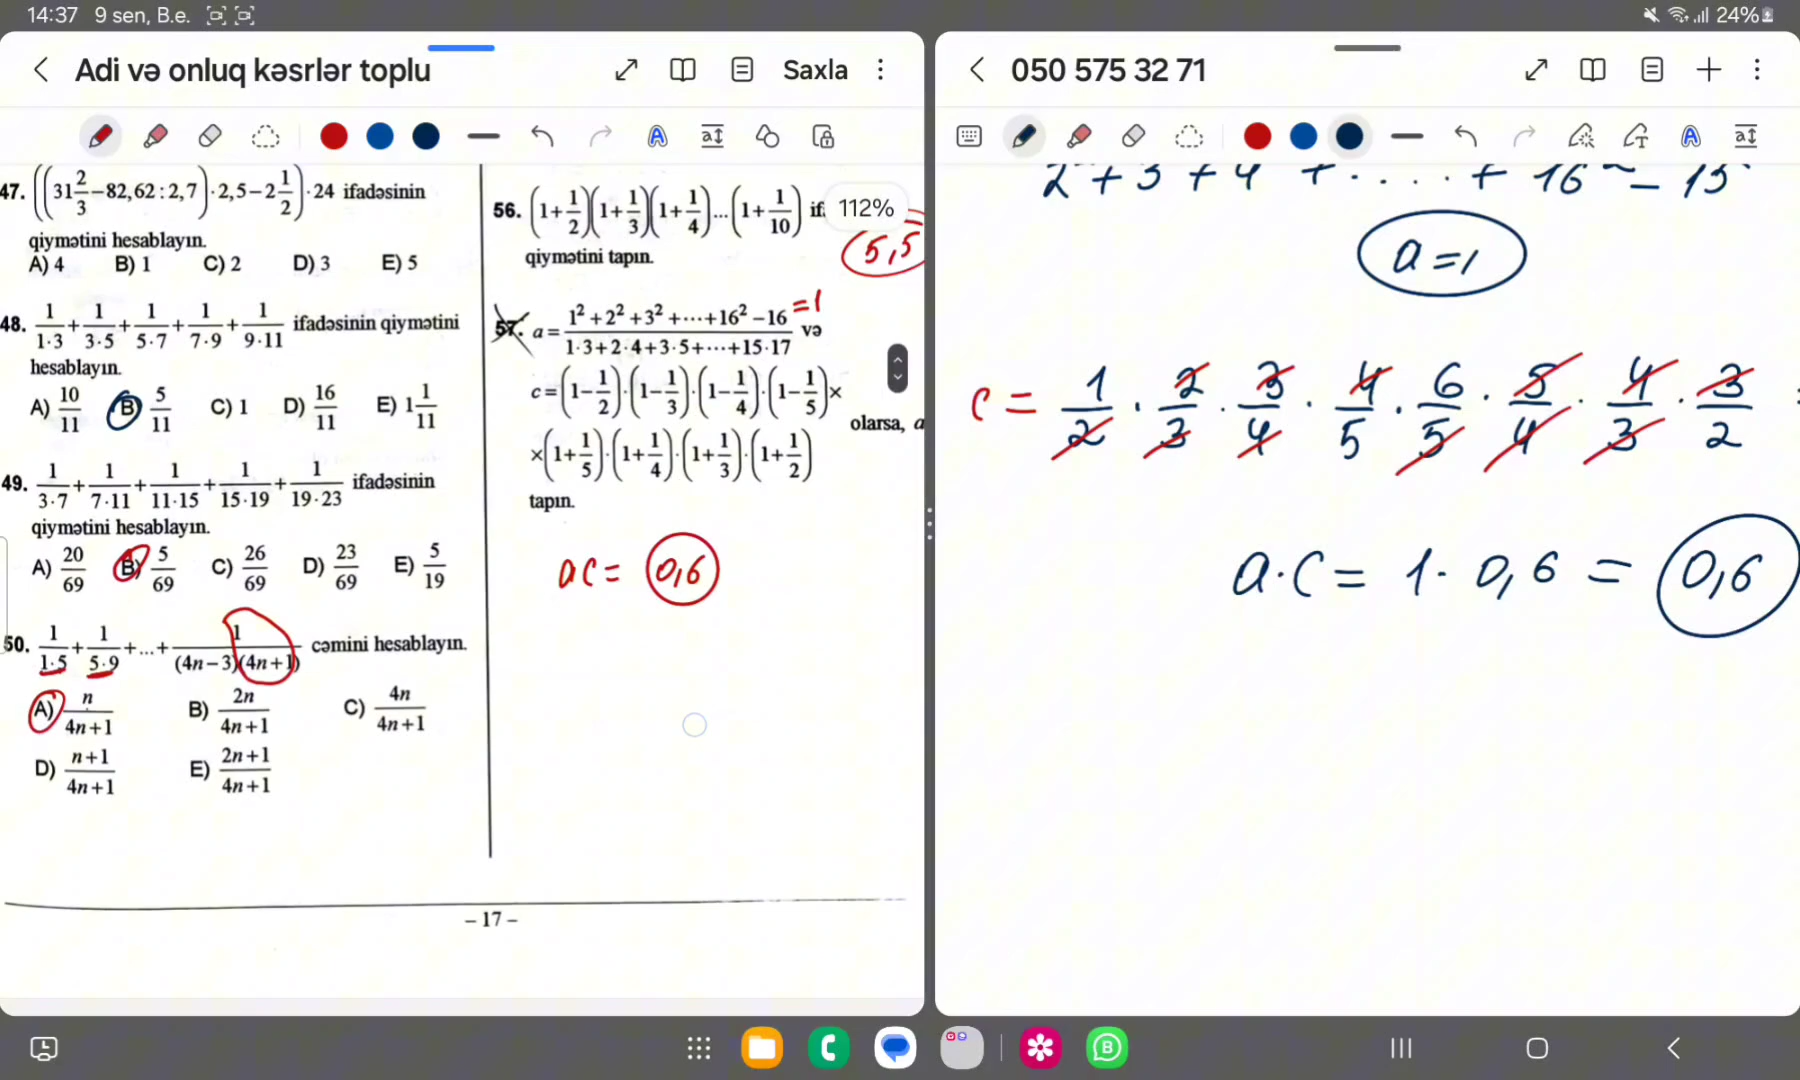 14:37 9 sen, B.e. 24%
Adi və onluq kəsrlər toplu Saxla
47. ((31 2/3 − 82,62 : 2,7) · 2,5 − 2 1/2) · 24 ifadəsinin
qiymətini hesablayın.
A) 4 B) 1 C) 2 D) 3 E) 5
48. 1/(1·3) + 1/(3·5) + 1/(5·7) + 1/(7·9) + 1/(9·11) ifadəsinin qiymətini
hesablayın.
A) 10/11 B) 5/11 C) 1 D) 16/11 E) 1 1/11
49. 1/(3·7) + 1/(7·11) + 1/(11·15) + 1/(15·19) + 1/(19·23) ifadəsinin
qiymətini hesablayın.
A) 20/69 B) 5/69 C) 26/69 D) 23/69 E) 5/19
50. 1/(1·5) + 1/(5·9) + ... + 1/((4n−3)(4n+1)) cəmini hesablayın.
A) n/(4n+1) B) 2n/(4n+1) C) 4n/(4n+1)
D) (n+1)/(4n+1) E) (2n+1)/(4n+1)
56. (1+1/2)(1+1/3)(1+1/4)...(1+1/10) if 112%
qiymətini tapın. 5,5
57. a = (1²+2²+3²+···+16²−16)/(1·3+2·4+3·5+···+15·17) =1 və
c = (1−1/2)·(1−1/3)·(1−1/4)·(1−1/5)×
×(1+1/5)·(1+1/4)·(1+1/3)·(1+1/2) olarsa, a
tapın.
ac = 0,6
– 17 –
050 575 32 71
2 + 3 + 4 + ..... + 16² − 15
a = 1
c = 1/2 · 2/3 · 3/4 · 4/5 · 6/5 · 5/4 · 4/3 · 3/2 =
a·c = 1 · 0,6 = 0,6